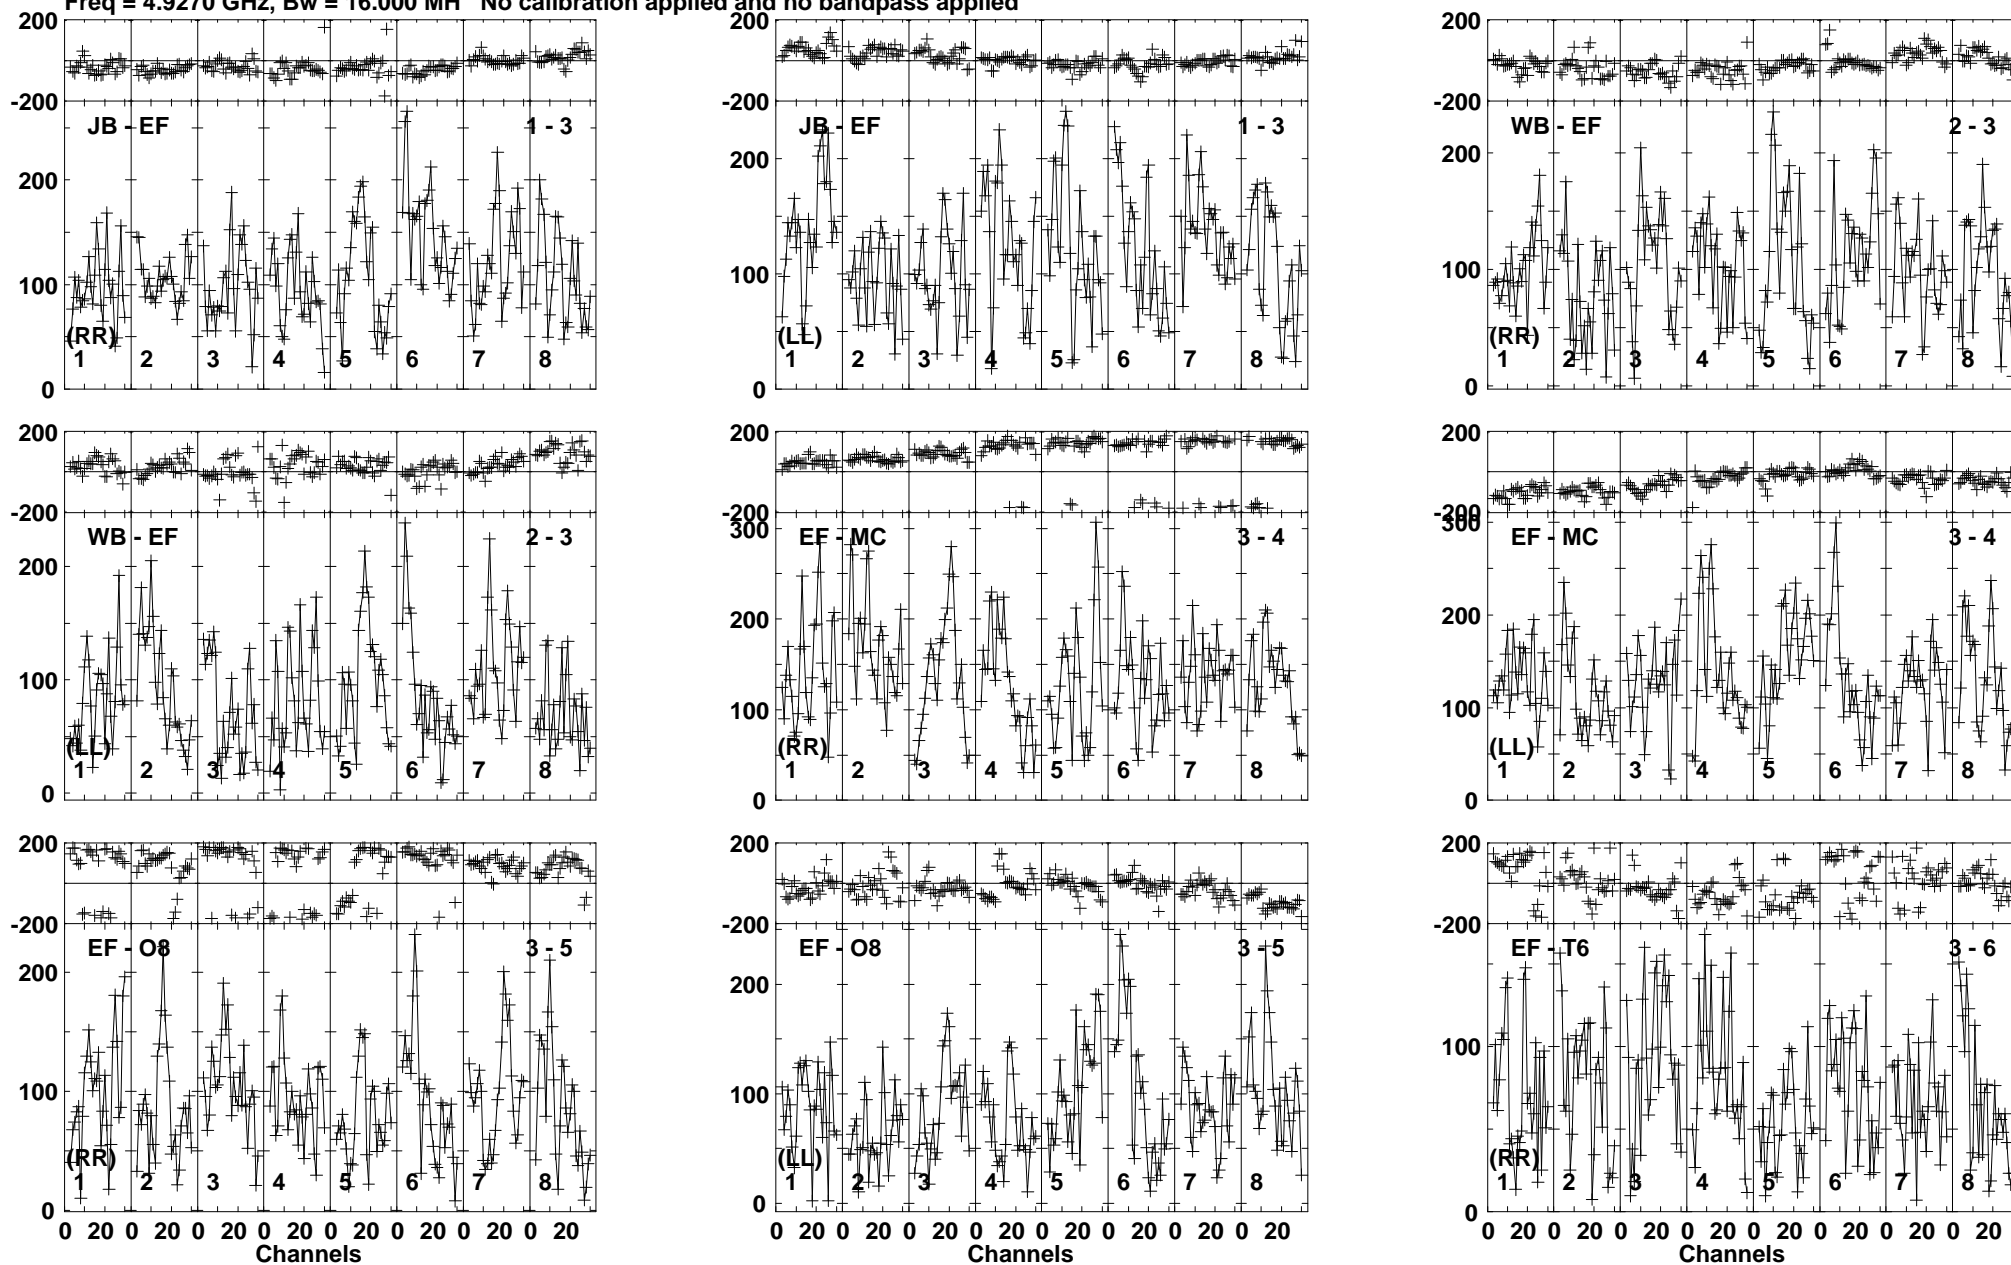 Freq = 4.9270 GHz, Bw = 16.000 MH No calibration applied and no bandpass applied
200 200 200
-200 -200 -200
JB - EF 1 - 3 JB - EF 1 - 3 WB - EF 2 - 3
200 200 200
100 100 100
(RR) (LL) (RR)
1 2 3 4 5 6 7 8 1 2 3 4 5 6 7 8 1 2 3 4 5 6 7 8
0 0 0
200 200 200
-200 -200 -200
300 300
WB - EF 2 - 3 EF - MC 3 - 4 EF - MC 3 - 4
200 200 200
100 100 100
(LL) (RR) (LL)
1 2 3 4 5 6 7 8 1 2 3 4 5 6 7 8 1 2 3 4 5 6 7 8
0 0 0
200 200 200
-200 -200 -200
EF - O8 3 - 5 EF - O8 3 - 5 EF - T6 3 - 6
200 200
100 100 100
(RR) (LL) (RR)
1 2 3 4 5 6 7 8 1 2 3 4 5 6 7 8 1 2 3 4 5 6 7 8
0 0 0
0 20 0 20 0 20 0 20 0 20 0 20 0 20 0 20 0 20 0 20 0 20 0 20 0 20 0 20 0 20 0 20 0 20 0 20 0 20 0 20 0 20 0 20 0 20 0 20
Channels Channels Channels